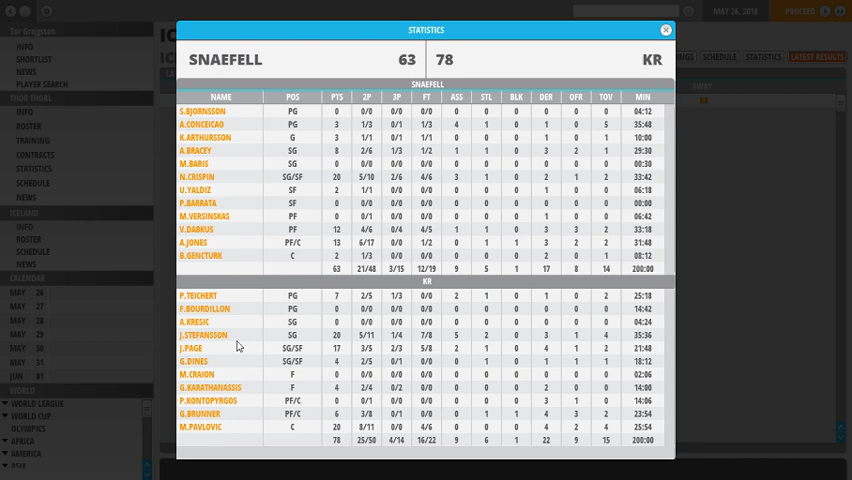 MAY 26, 2018 PROCEED
Tor Gregsson
INFO
SHORTLIST
NEWS
PLAYER SEARCH
THOR THORL
INFO
ROSTER
TRAINING
CONTRACTS
STATISTICS
SCHEDULE
NEWS
ICELAND
INFO
ROSTER
SCHEDULE
NEWS
CALENDAR
MAY 26
MAY 27
MAY 28
MAY 29
MAY 30
MAY 31
JUN 01
WORLD
WORLD LEAGUE
WORLD CUP
OLYMPICS
AFRICA
AMERICA
ASIA
SCHEDULE STATISTICS LATEST RESULTS
STATISTICS
SNAEFELL 63 78 KR
SNAEFELL
NAME POS PTS 2P 3P FT ASS STL BLK DER OFR TOV MIN
S.BJORNSSON PG 0 0/0 0/0 0/0 0 0 0 0 0 0 04:12
A.CONCEICAO PG 3 1/3 0/1 1/3 4 1 0 1 0 5 35:48
K.ARTHURSSON G 3 1/1 0/1 1/1 0 0 0 1 0 1 10:00
A.BRACEY SG 8 2/6 1/3 1/2 1 1 0 3 2 1 29:30
M.BARIS SG 0 0/0 0/0 0/0 0 0 0 0 0 0 00:30
N.CRISPIN SG/SF 20 5/10 2/6 4/6 3 1 0 2 1 2 33:42
U.YALDIZ SF 2 1/1 0/0 0/0 0 0 0 0 0 0 06:18
P.BARRATA SF 0 0/0 0/0 0/0 0 0 0 0 0 0 00:00
M.VERSINSKAS PF 0 0/1 0/0 0/0 0 0 0 1 0 0 06:42
V.DABKUS PF 12 4/6 0/4 4/5 1 1 0 3 3 2 33:18
A.JONES PF/C 13 6/17 0/0 1/2 0 1 1 3 2 2 31:48
B.GENCTURK C 2 1/3 0/0 0/0 0 0 0 0 0 0 08:12
63 21/48 3/15 12/19 9 5 1 17 8 14 200:00
KR
P.TEICHERT PG 7 2/5 1/3 0/0 2 1 0 1 0 2 25:18
F.BOURDILLON PG 0 0/0 0/0 0/0 0 0 0 0 0 0 14:42
A.KRESIC SG 0 0/0 0/0 0/0 0 0 0 0 0 0 04:24
J.STEFANSSON SG 20 5/11 1/4 7/8 5 2 0 3 1 4 35:36
J.PAGE SG/SF 17 3/5 2/3 5/8 2 1 0 4 1 2 21:48
G.DINES SG/SF 4 2/5 0/1 0/0 0 1 1 1 0 1 18:12
M.CRAION F 0 0/0 0/0 0/0 0 0 0 0 0 0 02:06
G.KARATHANASSIS F 4 2/4 0/2 0/0 0 0 0 2 0 0 14:00
P.KONTOPYRGOS PF/C 0 0/1 0/0 0/0 0 0 0 3 1 0 14:06
G.BRUNNER PF/C 6 3/8 0/1 0/0 0 1 1 4 3 2 23:54
M.PAVLOVIC C 20 8/11 0/0 4/6 0 0 0 4 2 4 25:54
78 25/50 4/14 16/22 9 6 1 22 9 15 200:00